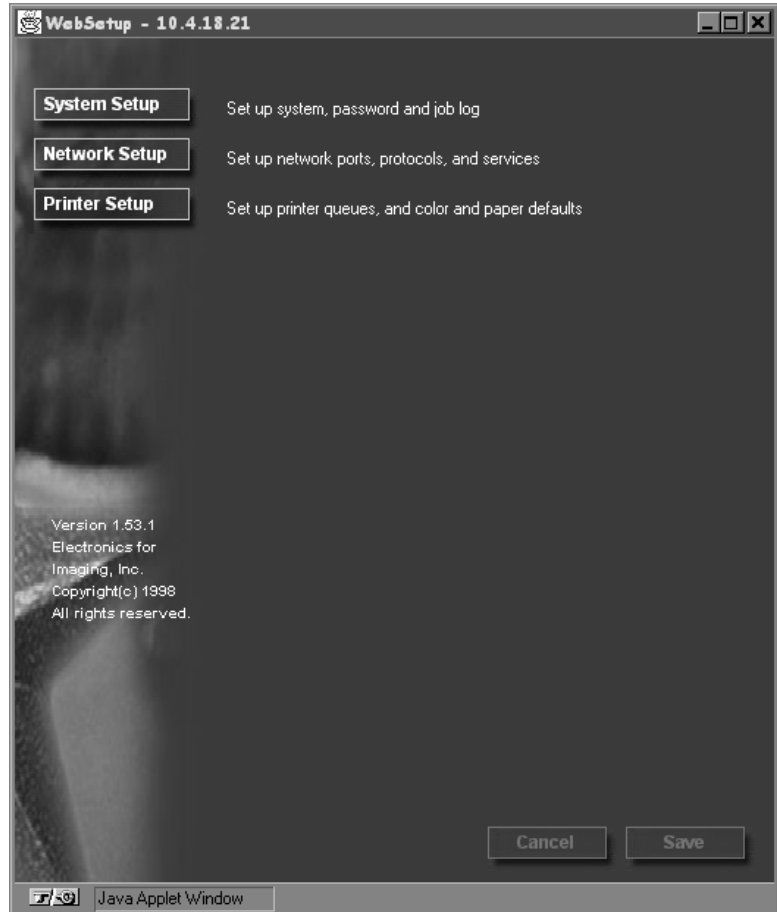 WebSetup - 10.4.18.21
System Setup
Set up system, password and job log
Network Setup
Set up network ports, protocols, and services
Printer Setup
Set up printer queues, and color and paper defaults
Version 1.53.1
Electronics for
Imaging, Inc.
Copyright(c) 1998
All rights reserved.
Cancel
Save
Java Applet Window